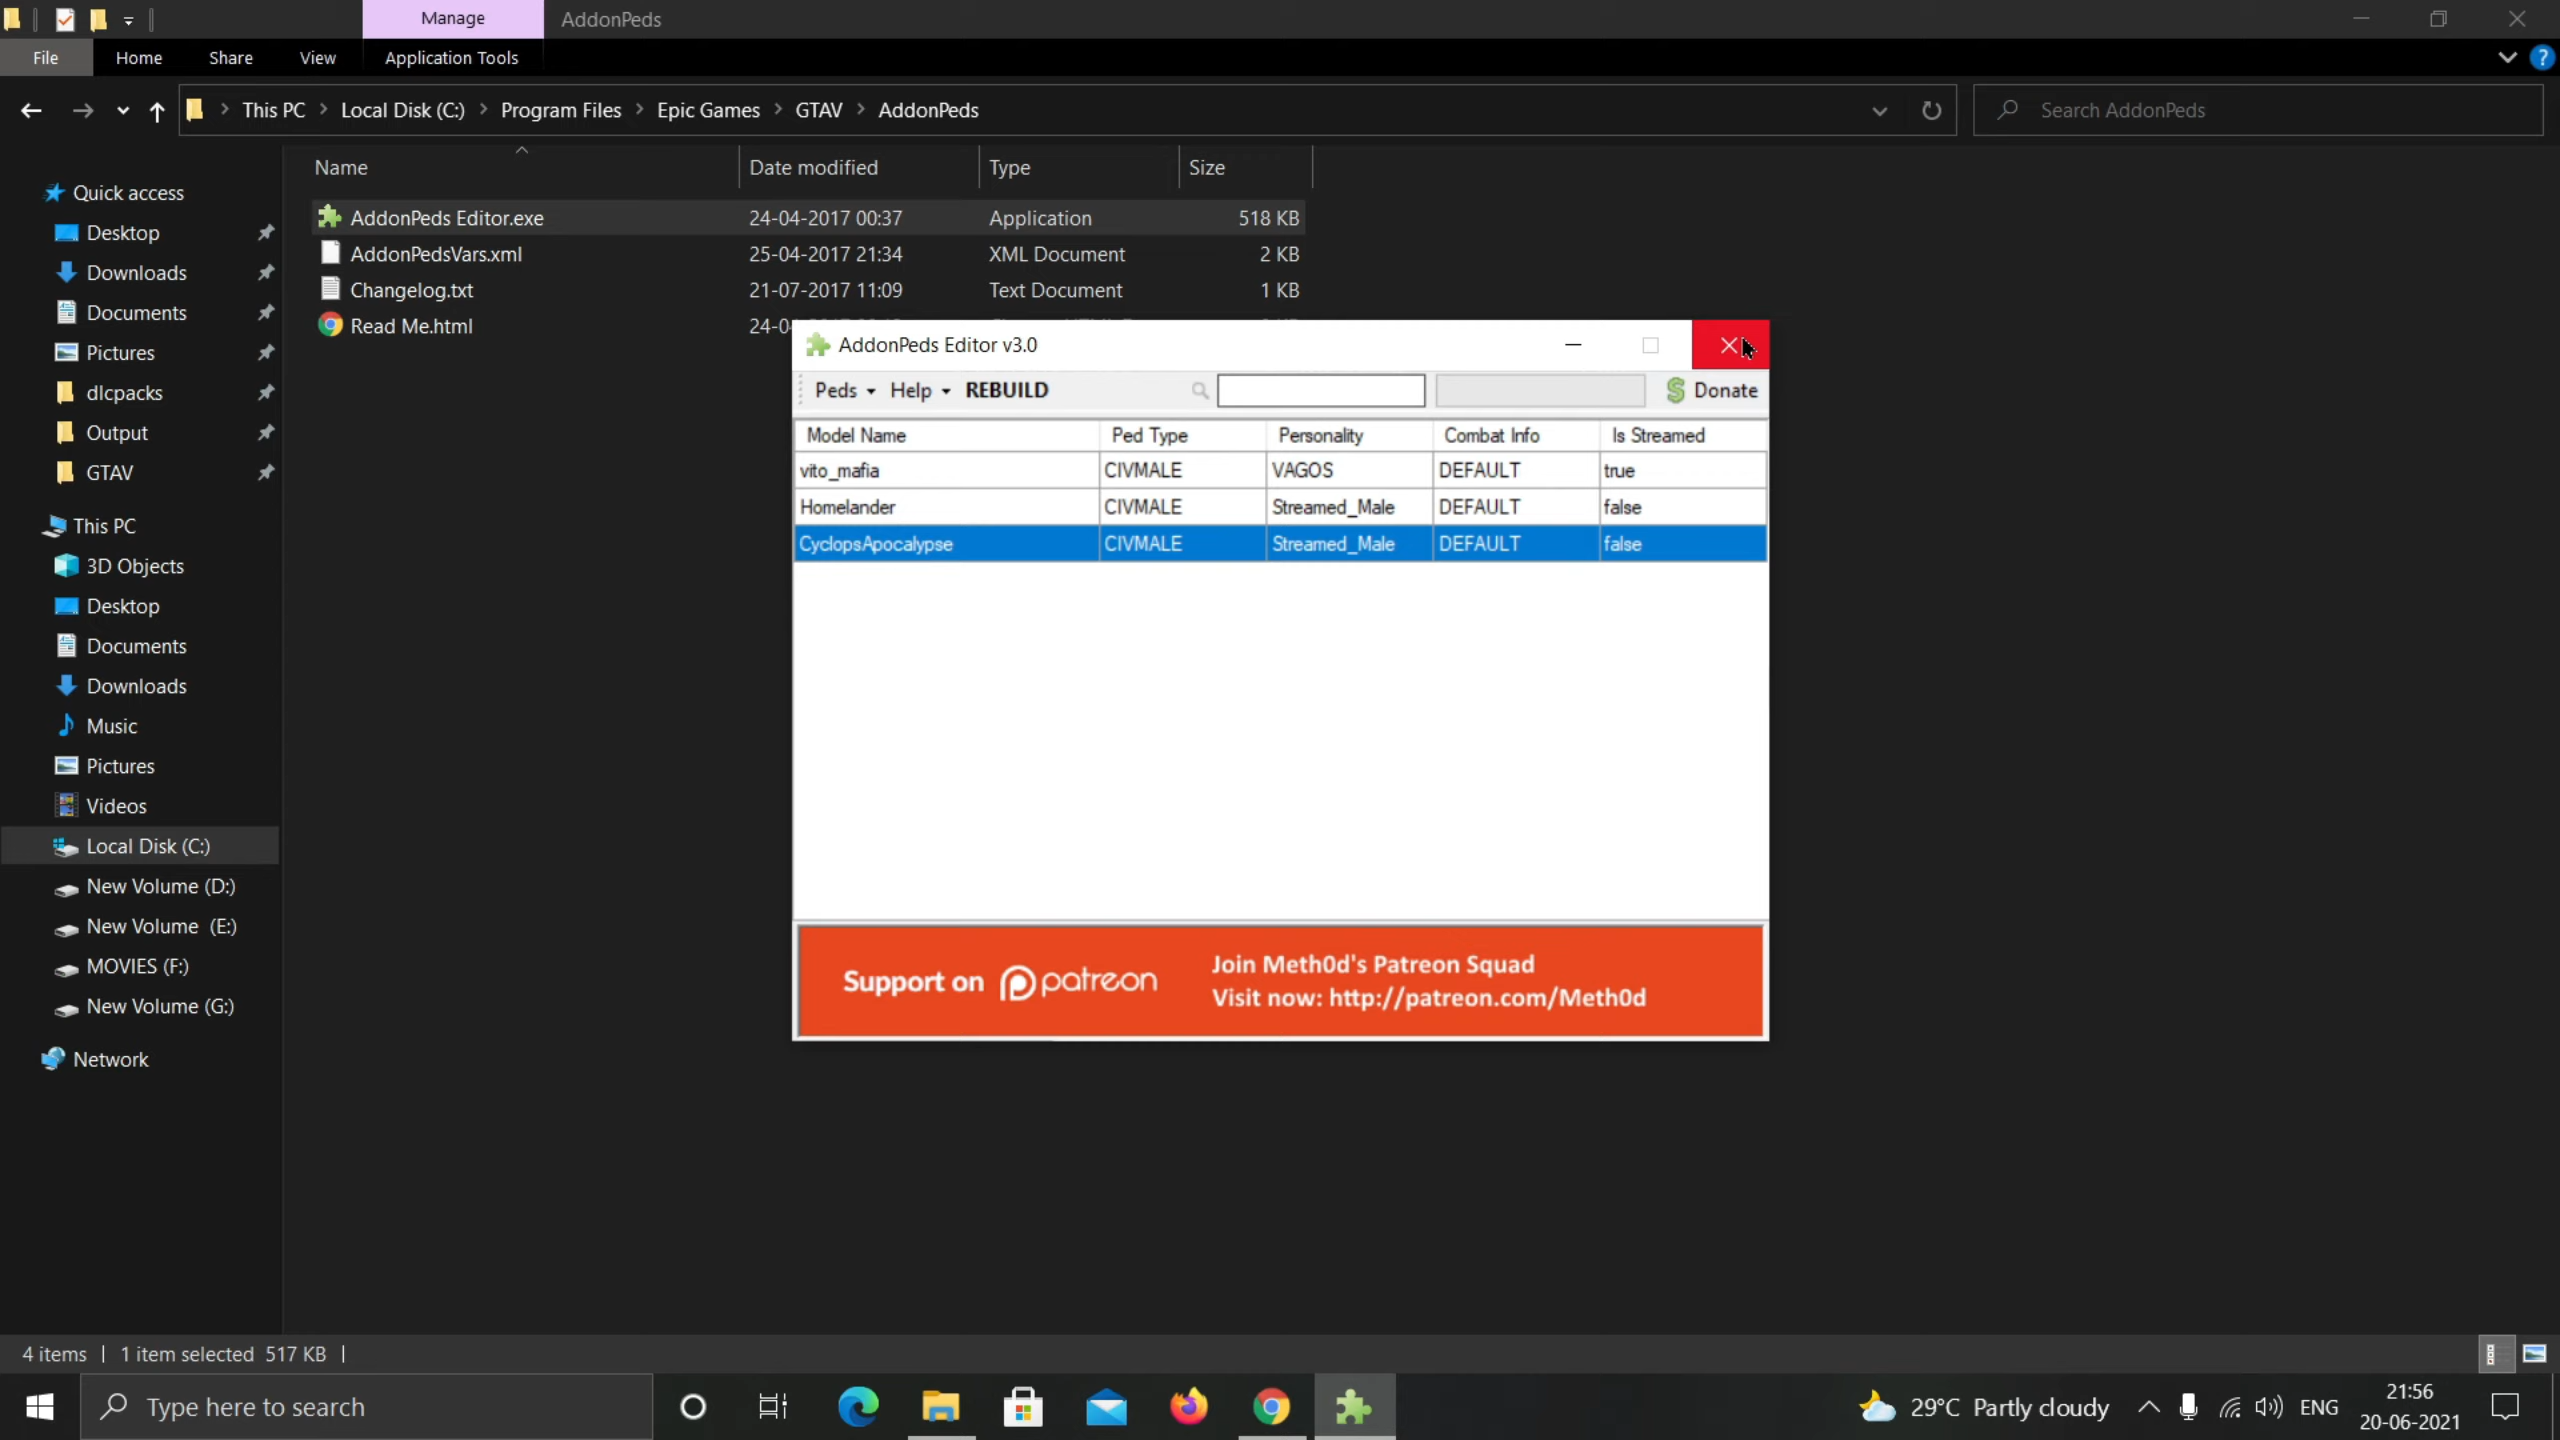 Manage
AddonPeds
File
Home
Share
View
Application Tools
This PC
Local Disk (C:)
Program Files
Epic Games
GTAV
AddonPeds
Search AddonPeds
Name
Date modified
Type
Size
AddonPeds Editor.exe
24-04-2017 00:37
Application
518 KB
AddonPedsVars.xml
25-04-2017 21:34
XML Document
2 KB
Changelog.txt
21-07-2017 11:09
Text Document
1 KB
Read Me.html
Quick access
Desktop
Downloads
Documents
Pictures
dlcpacks
Output
GTAV
This PC
3D Objects
Desktop
Documents
Downloads
Music
Pictures
Videos
Local Disk (C:)
New Volume (D:)
New Volume (E:)
MOVIES (F:)
New Volume (G:)
Network
AddonPeds Editor v3.0
Peds
Help
REBUILD
Donate
Model Name
Ped Type
Personality
Combat Info
Is Streamed
vito_mafia
CIVMALE
VAGOS
DEFAULT
true
Homelander
CIVMALE
Streamed_Male
DEFAULT
false
CyclopsApocalypse
CIVMALE
Streamed_Male
DEFAULT
false
Support on patreon
Join Meth0d's Patreon Squad
Visit now: http://patreon.com/Meth0d
4 items
1 item selected 517 KB
Type here to search
29°C Partly cloudy
ENG
21:56
20-06-2021